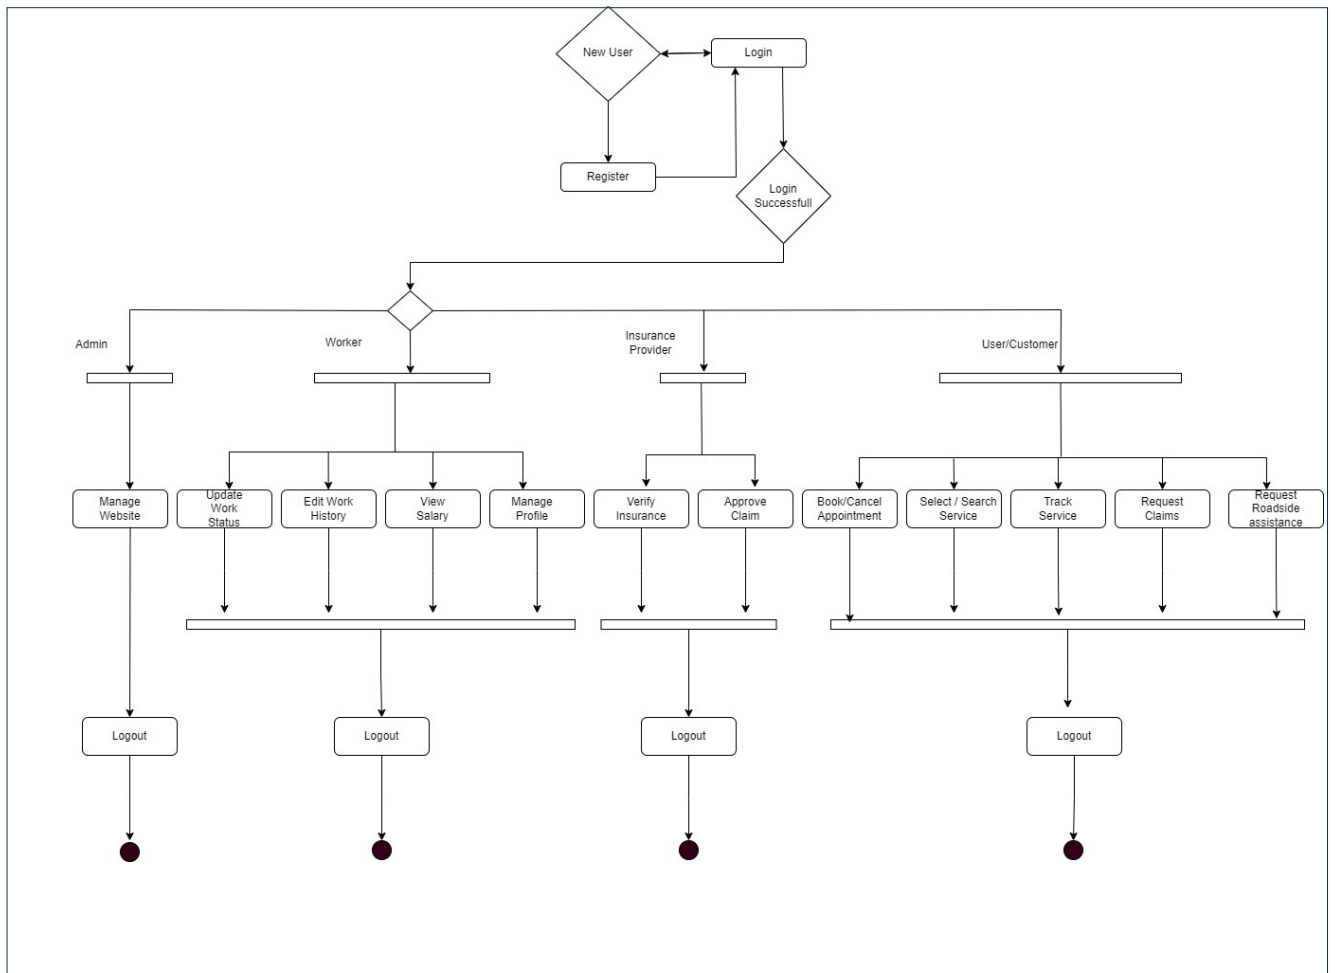 New User
Login
Register
Login
Successfull
Admin
Worker
Insurance
Provider
User/Customer
Manage
Website
Update
Work
Status
Edit Work
History
View
Salary
Manage
Profile
Verify
Insurance
Approve
Claim
Book/Cancel
Appointment
Select / Search
Service
Track
Service
Request
Claims
Request
Roadside
assistance
Logout
Logout
Logout
Logout